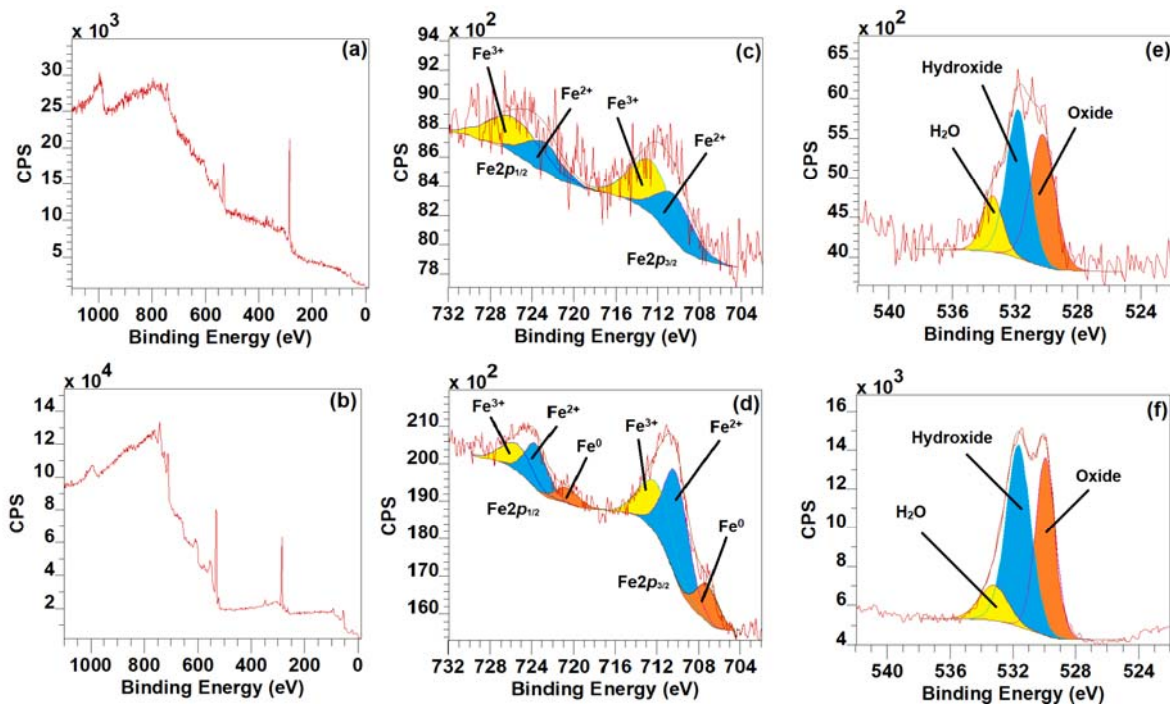 x 10³
(a)
30
25
20
15
10
5
CPS
1000 800 600 400 200 0
Binding Energy (eV)
x 10²
(c)
94
92
90
88
86
84
82
80
78
CPS
Fe³⁺
Fe²⁺
Fe³⁺
Fe²⁺
Fe2p₁/₂
Fe2p₃/₂
732 728 724 720 716 712 708 704
Binding Energy (eV)
x 10²
(e)
65
60
55
50
45
40
CPS
Hydroxide
H₂O
Oxide
540 536 532 528 524
Binding Energy (eV)
x 10⁴
(b)
14
12
10
8
6
4
2
CPS
1000 800 600 400 200 0
Binding Energy (eV)
x 10²
(d)
210
200
190
180
170
160
CPS
Fe³⁺
Fe²⁺
Fe⁰
Fe³⁺
Fe²⁺
Fe⁰
Fe2p₁/₂
Fe2p₃/₂
732 728 724 720 716 712 708 704
Binding Energy (eV)
x 10³
(f)
16
14
12
10
8
6
4
CPS
Hydroxide
H₂O
Oxide
540 536 532 528 524
Binding Energy (eV)